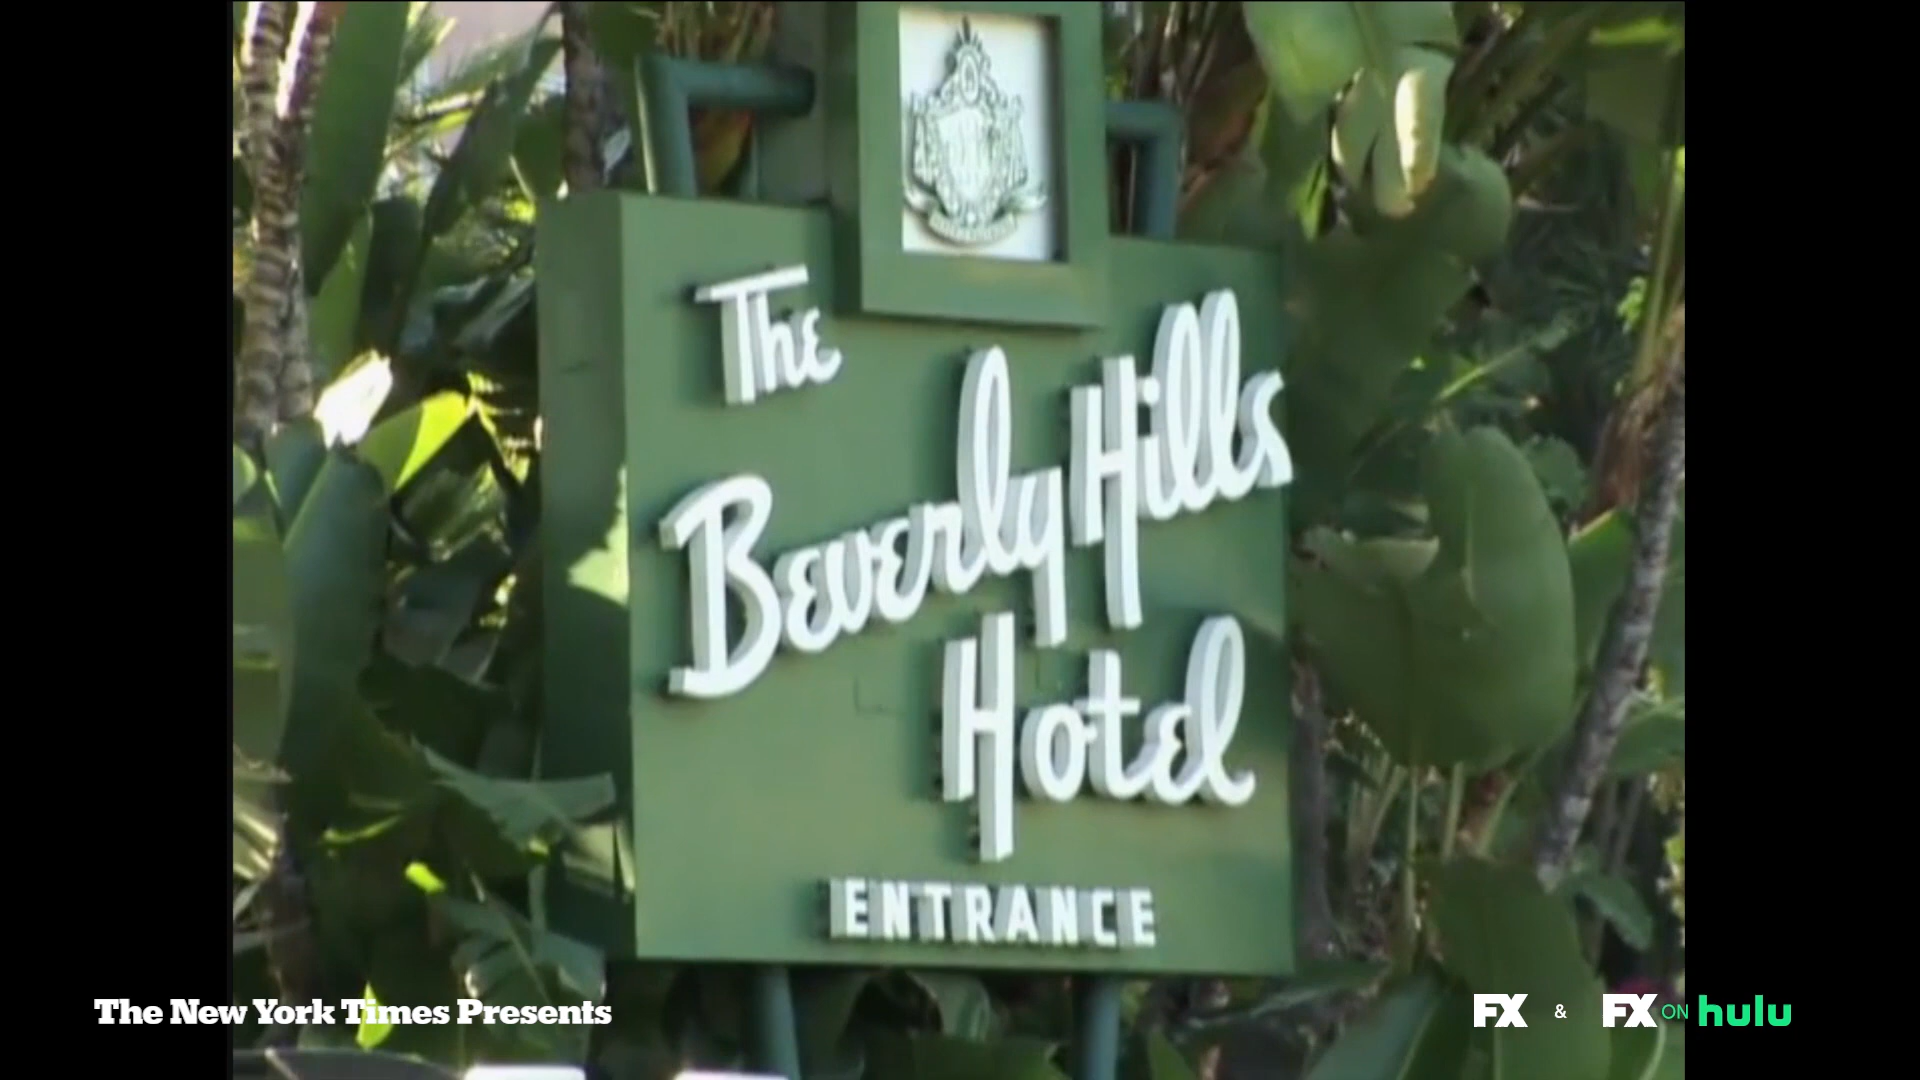 The
Beverly Hills
Hotel
ENTRANCE
The New York Times Presents
FX & FX ON hulu